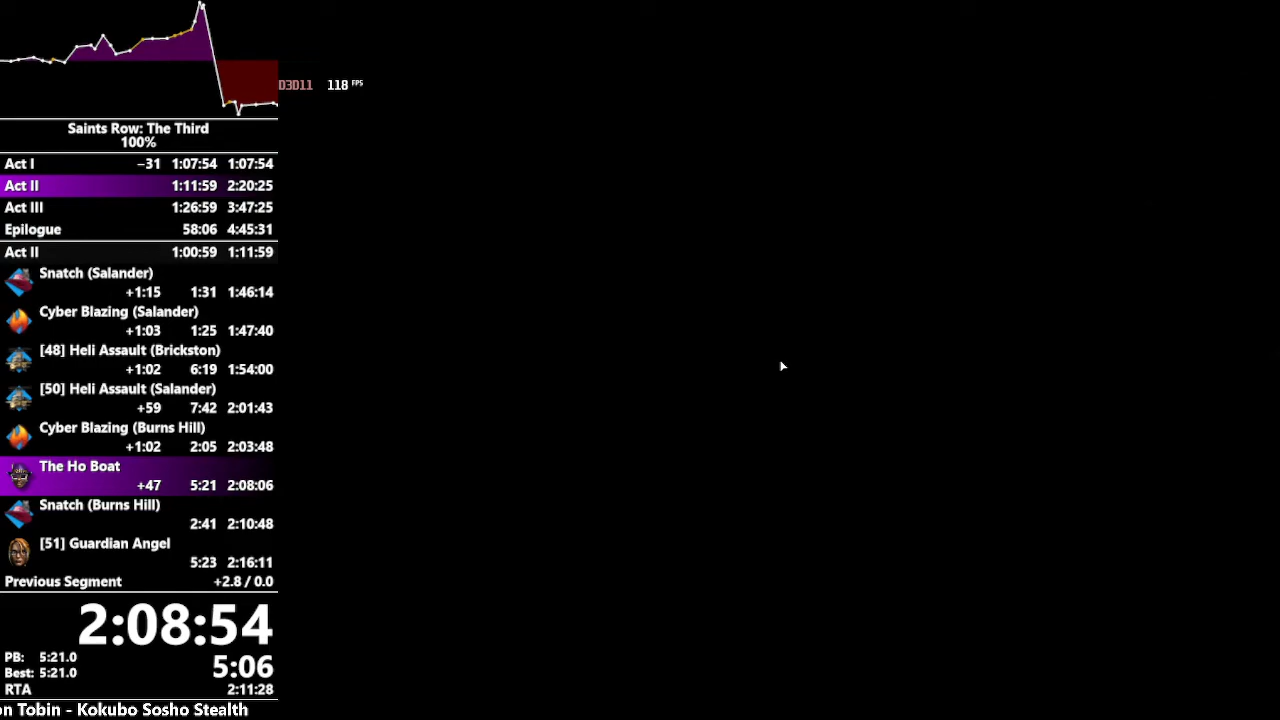 D3D11 118 FPS
Saints Row: The Third
100%
Act I −31 1:07:54 1:07:54
Act II 1:11:59 2:20:25
Act III 1:26:59 3:47:25
Epilogue 58:06 4:45:31
Act II 1:00:59 1:11:59
Snatch (Salander)
+1:15 1:31 1:46:14
Cyber Blazing (Salander)
+1:03 1:25 1:47:40
[48] Heli Assault (Brickston)
+1:02 6:19 1:54:00
[50] Heli Assault (Salander)
+59 7:42 2:01:43
Cyber Blazing (Burns Hill)
+1:02 2:05 2:03:48
The Ho Boat
+47 5:21 2:08:06
Snatch (Burns Hill)
2:41 2:10:48
[51] Guardian Angel
5:23 2:16:11
Previous Segment +2.8 / 0.0
2:08:54
PB: 5:21.0
Best: 5:21.0
5:06
RTA 2:11:28
on Tobin - Kokubo Sosho Stealth